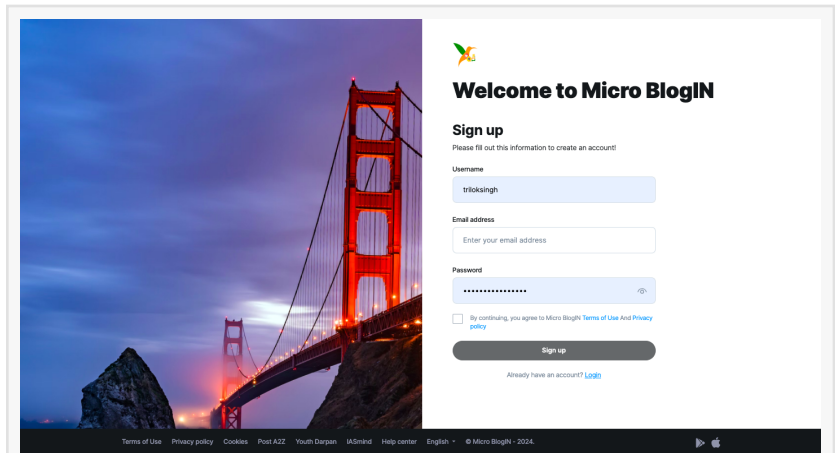 Welcome to Micro BlogIN
Sign up
Please fill out this information to create an account!
Username
triloksingh
Email address
Enter your email address
Password
••••••••••••••••
By continuing, you agree to Micro BlogIN Terms of Use And Privacy
policy
Sign up
Already have an account? Login
Terms of Use Privacy policy Cookies Post A2Z Youth Darpan IASmind Help center English © Micro BlogIN - 2024.